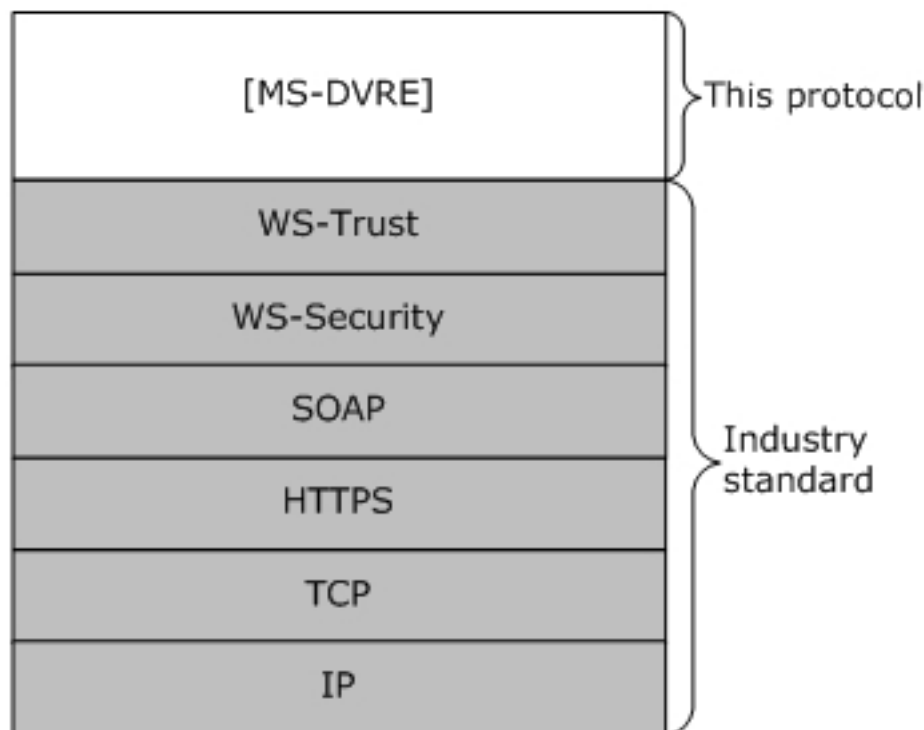 [MS-DVRE]
This protocol
WS-Trust
WS-Security
SOAP
HTTPS
TCP
IP
Industry
standard